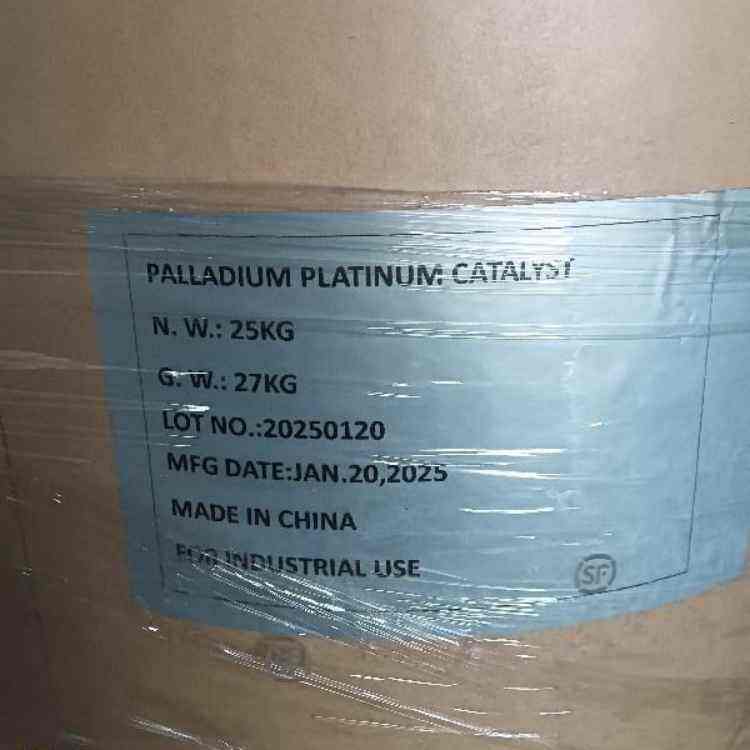 PALLADIUM PLATINUM CATALYST
N. W.: 25KG
G. W.: 27KG
LOT NO.:20250120
MFG DATE:JAN.20,2025
MADE IN CHINA
FOR INDUSTRIAL USE
SF